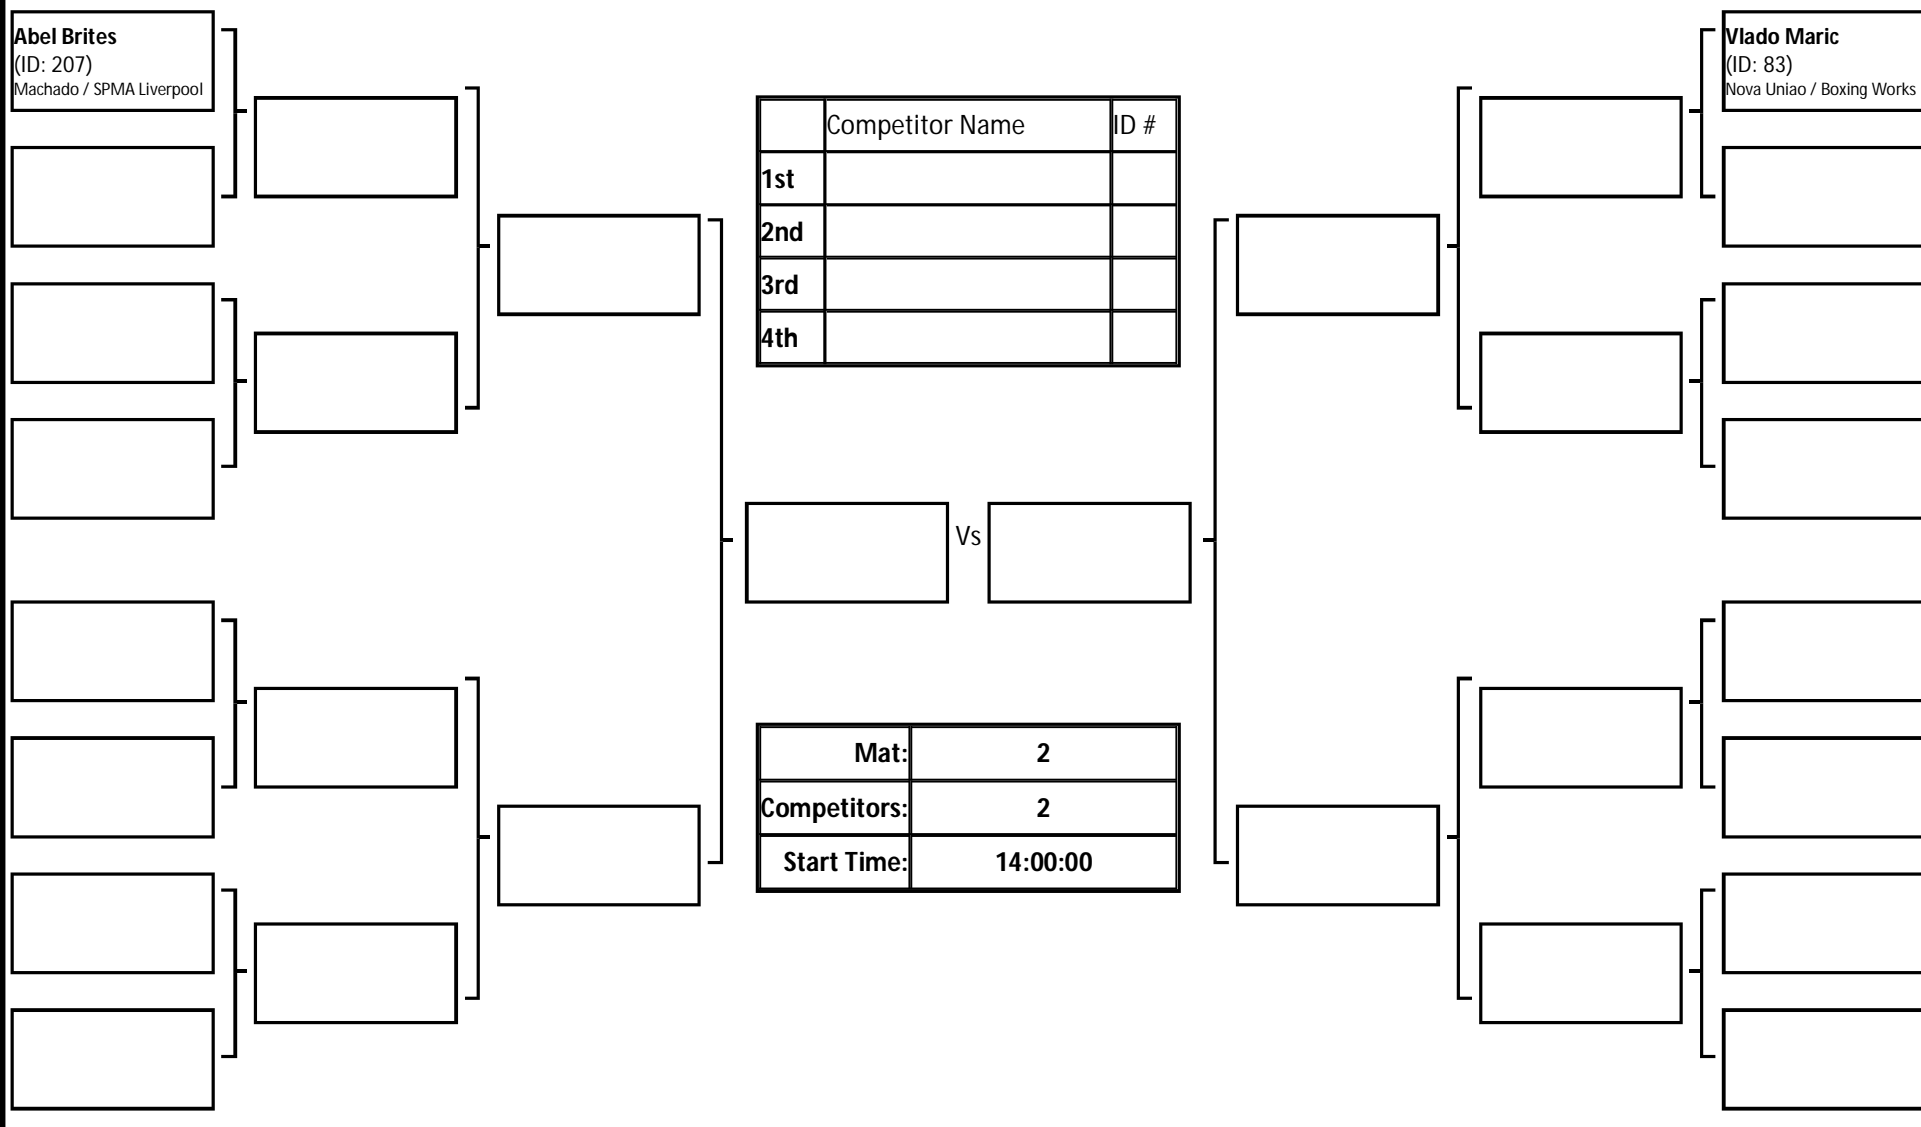 Abel Brites
(ID: 207)
Machado / SPMA Liverpool
Vlado Maric
(ID: 83)
Nova Uniao / Boxing Works
Competitor Name ID #
1st
2nd
3rd
4th
Vs
Mat: 2
Competitors: 2
Start Time: 14:00:00